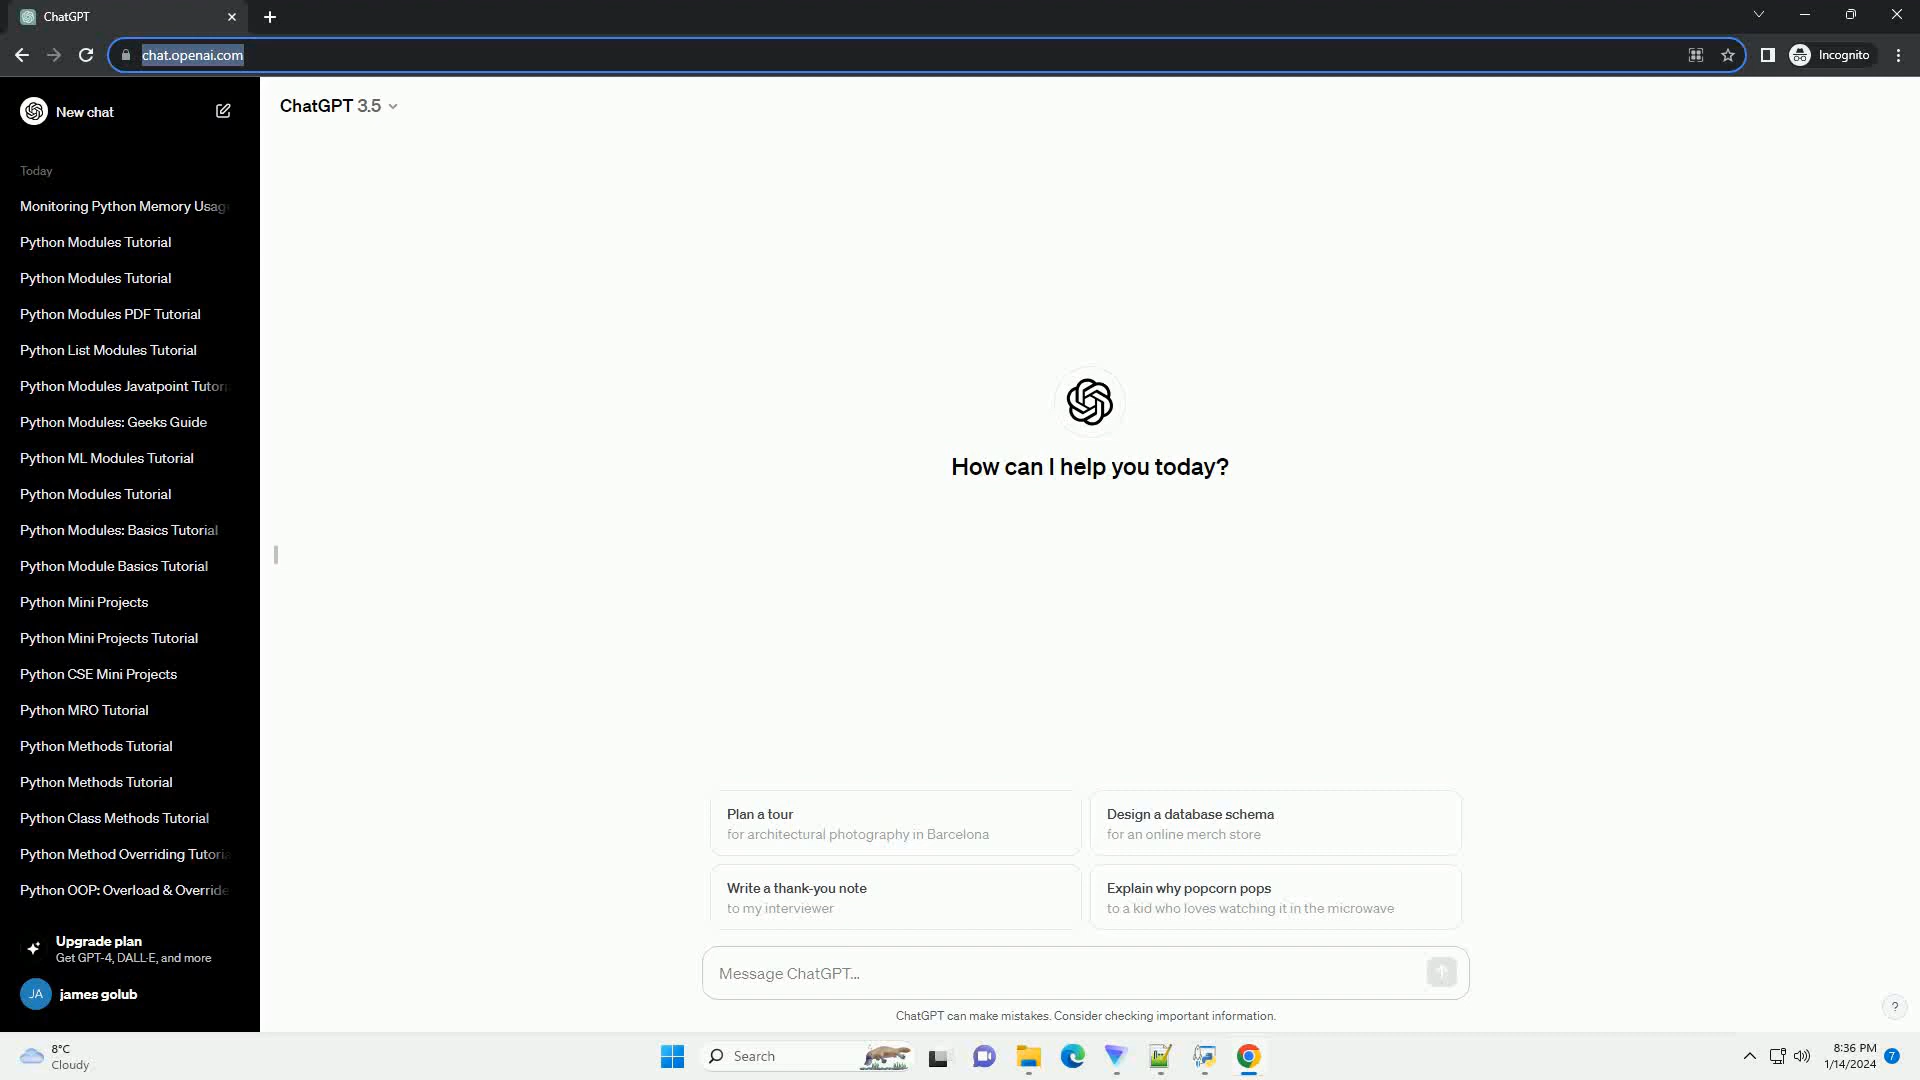 ChatGPT
chat.openai.com
Incognito
New chat
ChatGPT 3.5
Today
Monitoring Python Memory Usag
Python Modules Tutorial
Python Modules Tutorial
Python Modules PDF Tutorial
Python List Modules Tutorial
Python Modules Javatpoint Tutori
Python Modules: Geeks Guide
Python ML Modules Tutorial
Python Modules Tutorial
Python Modules: Basics Tutorial
Python Module Basics Tutorial
Python Mini Projects
Python Mini Projects Tutorial
Python CSE Mini Projects
Python MRO Tutorial
Python Methods Tutorial
Python Methods Tutorial
Python Class Methods Tutorial
Python Method Overriding Tutoria
Python OOP: Overload & Override
Upgrade plan
Get GPT-4, DALL·E, and more
JA
james golub
How can I help you today?
Plan a tour
for architectural photography in Barcelona
Design a database schema
for an online merch store
Write a thank-you note
to my interviewer
Explain why popcorn pops
to a kid who loves watching it in the microwave
Message ChatGPT...
ChatGPT can make mistakes. Consider checking important information.
?
8°C
Cloudy
Search
8:36 PM
1/14/2024
7